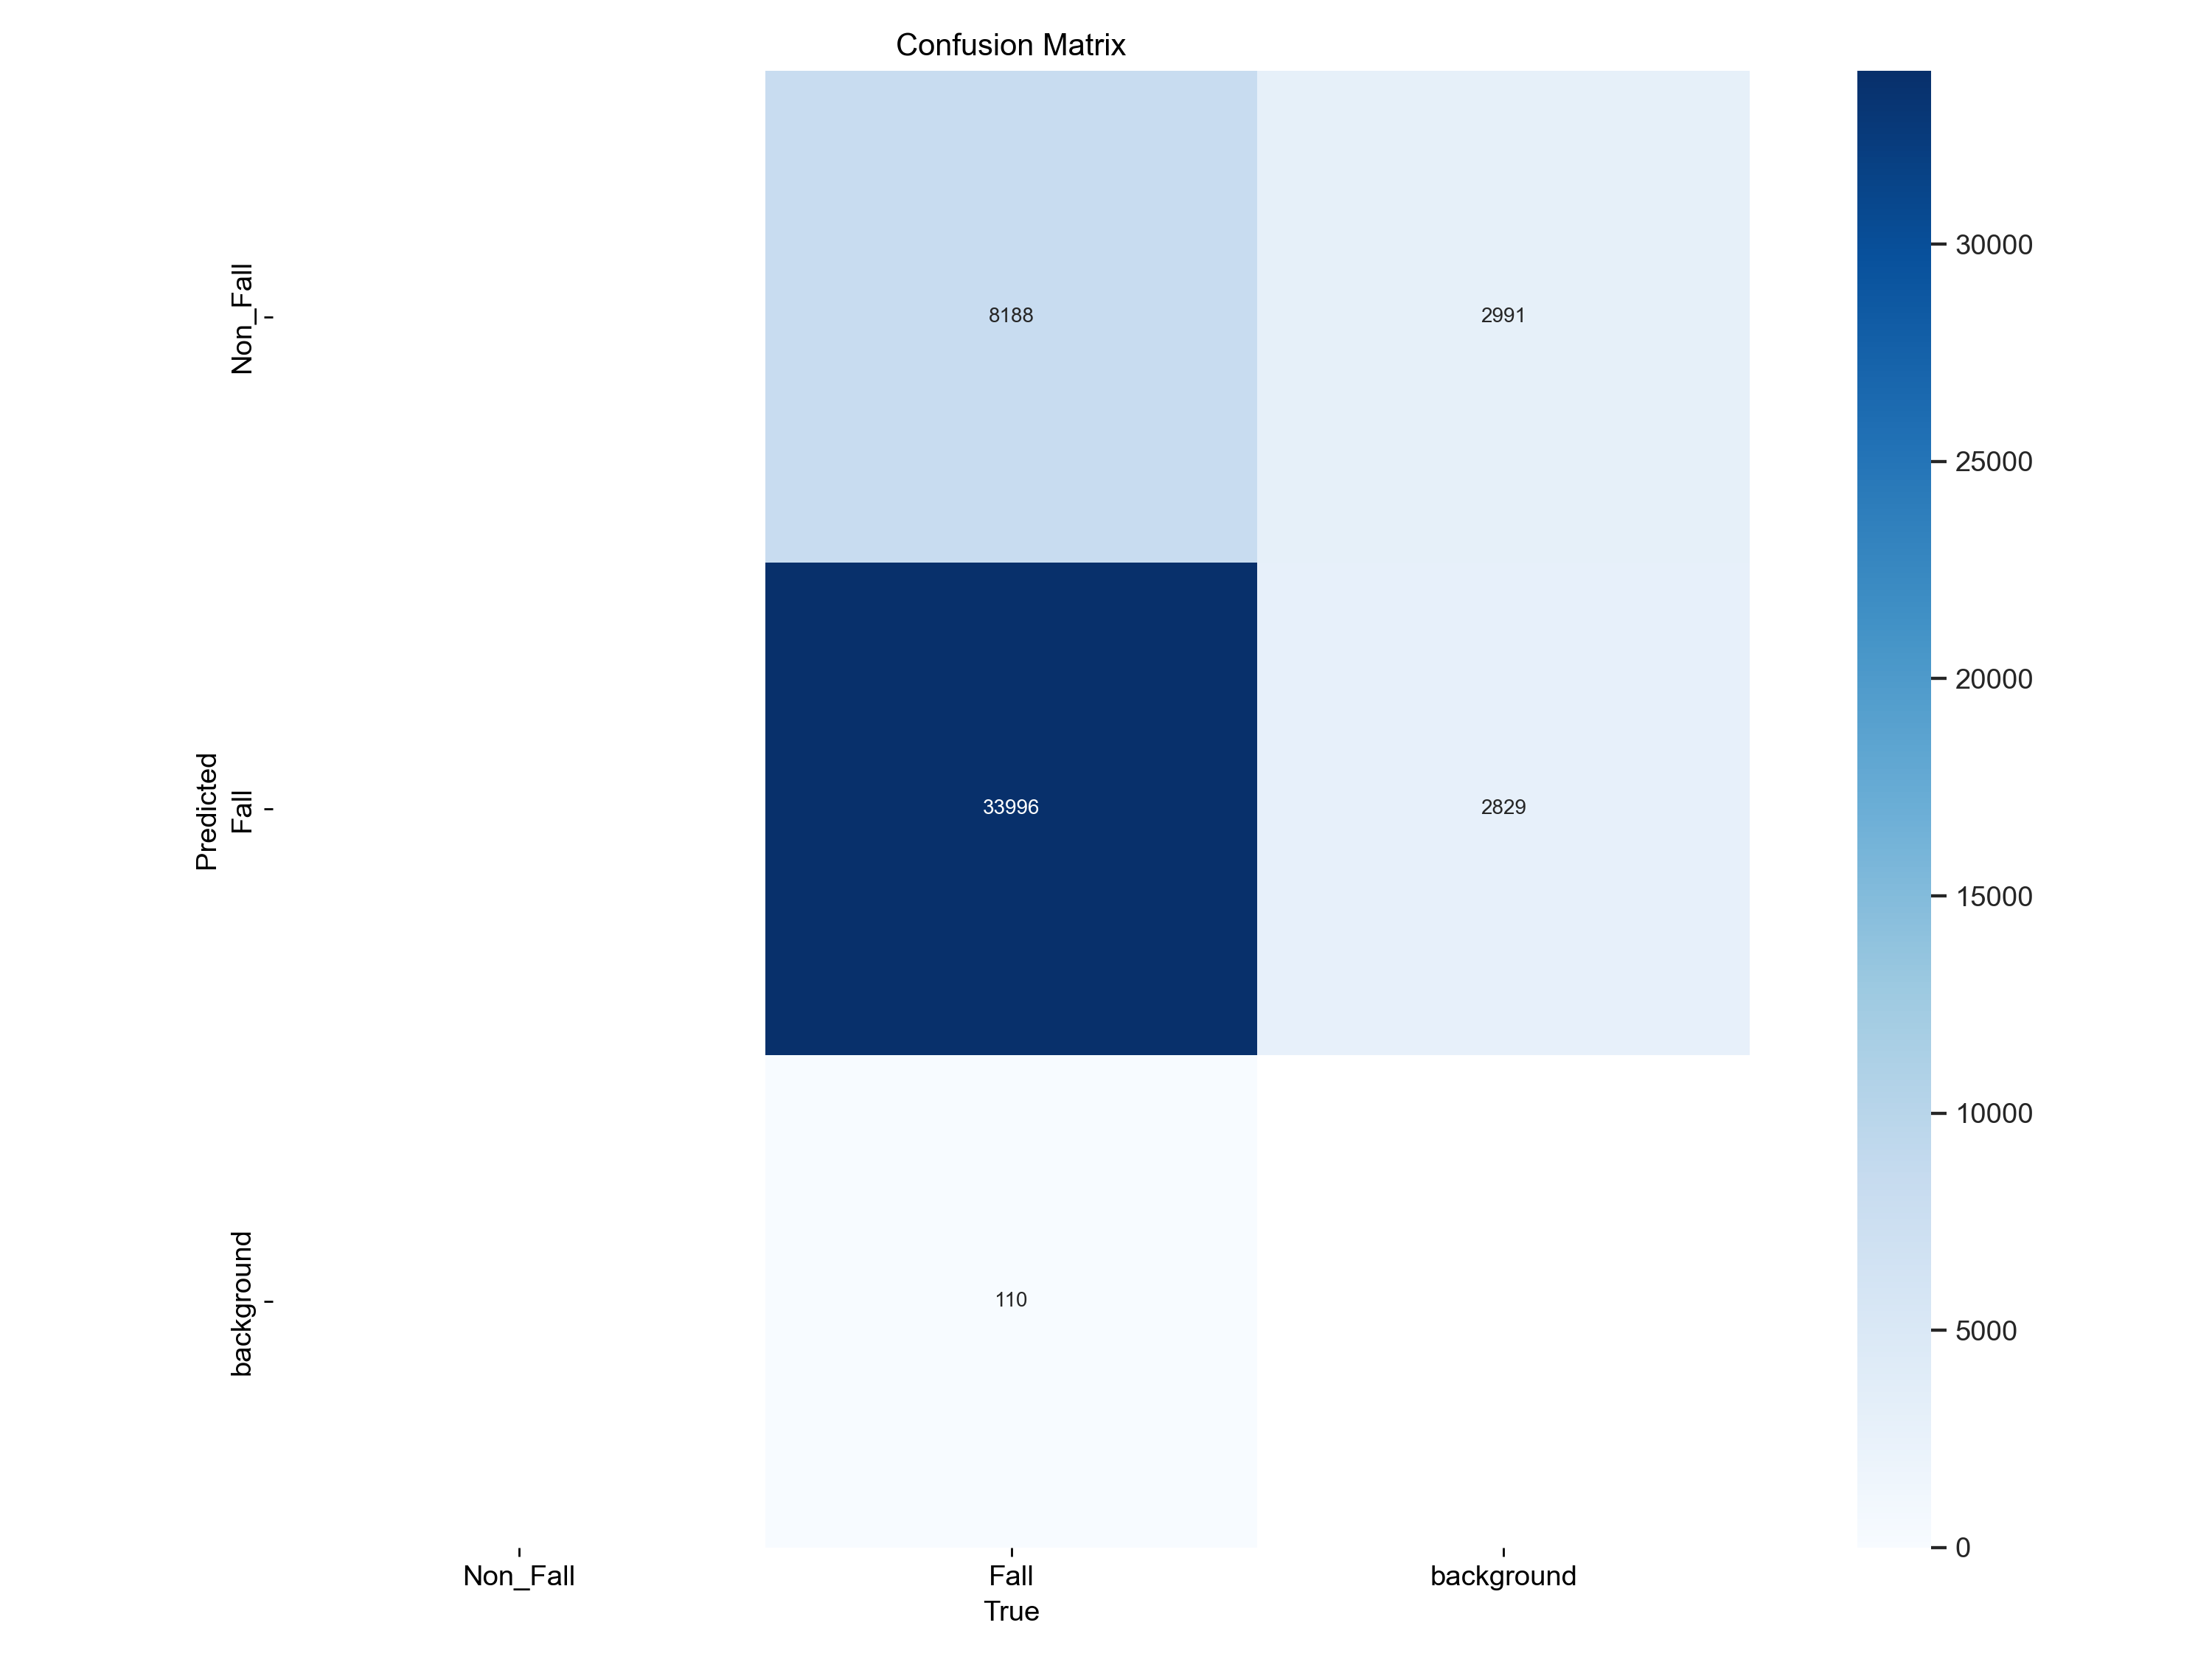 Confusion Matrix
Non_Fall
8188
2991
Predicted
Fall
33996
2829
background
110
Non_Fall
Fall
background
True
30000
25000
20000
15000
10000
5000
0